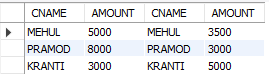 CNAME AMOUNT CNAME AMOUNT
MEHUL 5000 MEHUL 3500
PRAMOD 8000 PRAMOD 3000
KRANTI 3000 KRANTI 5000